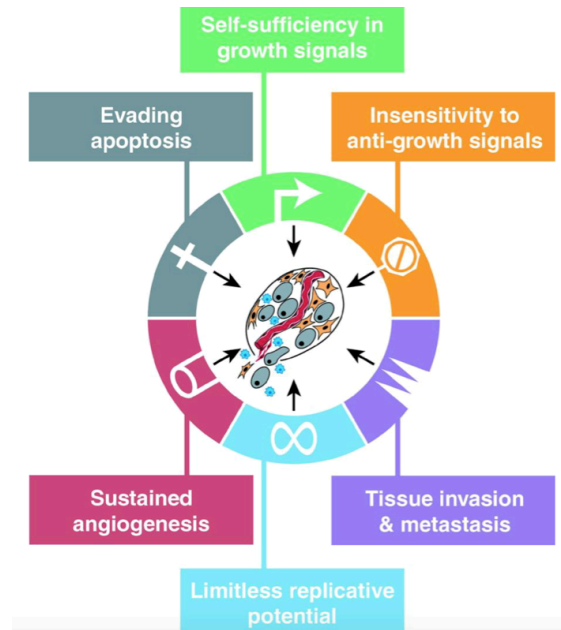 Self-sufficiency in
growth signals
Evading
apoptosis
Insensitivity to
anti-growth signals
Sustained
angiogenesis
Tissue invasion
& metastasis
Limitless replicative
potential